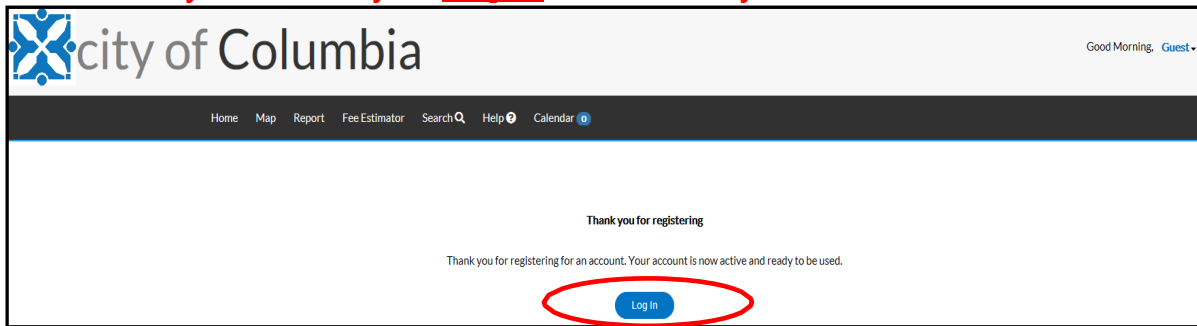 city of Columbia
Good Morning, Guest
Home Map Report Fee Estimator Search Help Calendar 0
Thank you for registering
Thank you for registering for an account. Your account is now active and ready to be used.
Log In